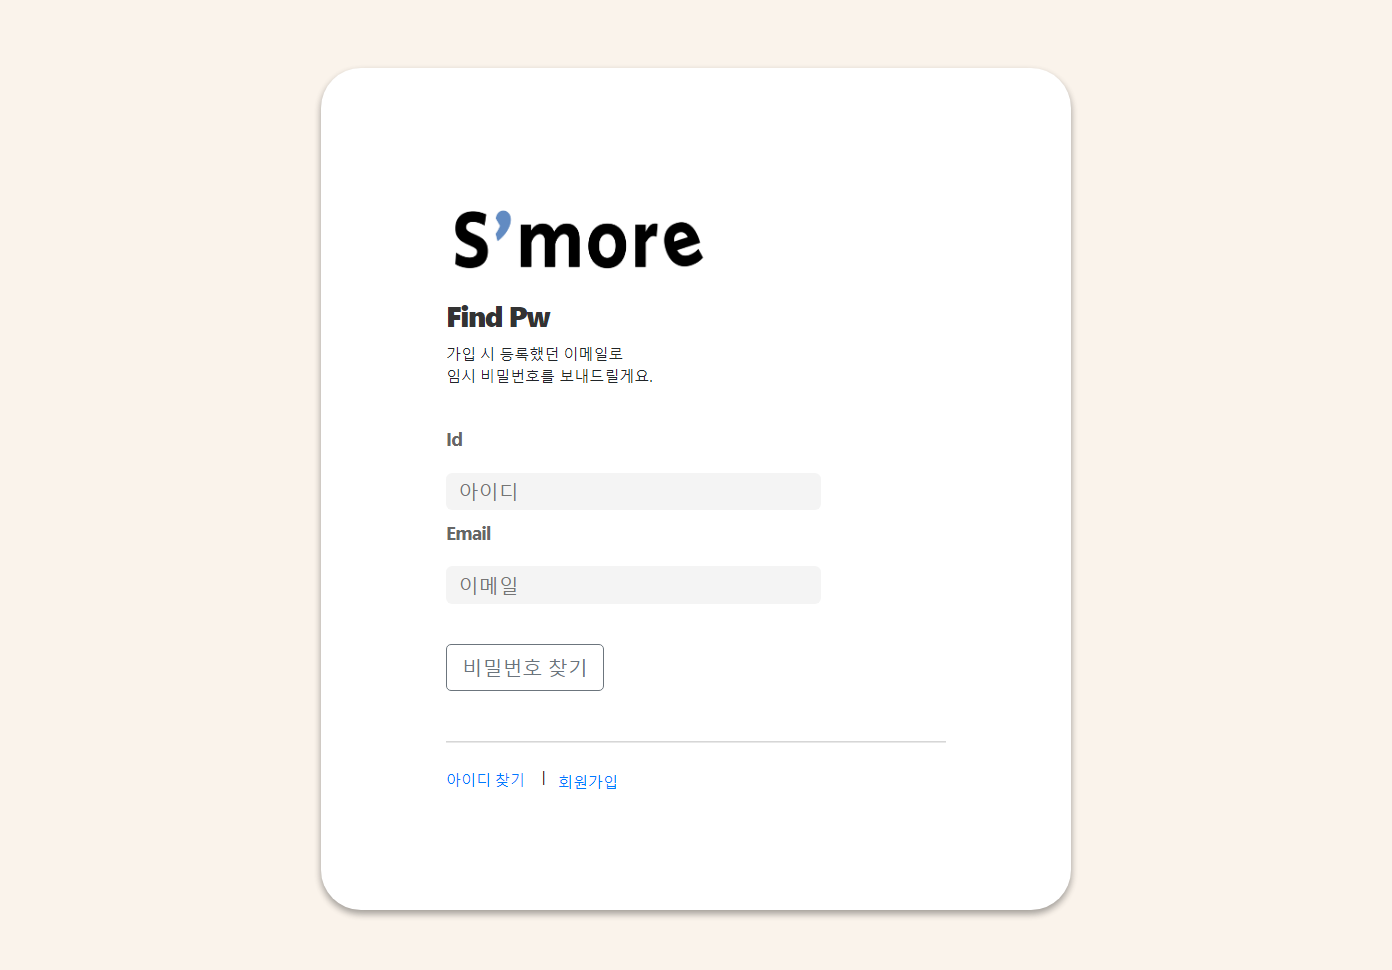 S’more
Find Pw
가입 시 등록했던 이메일로
임시 비밀번호를 보내드릴게요.
Id
아이디
Email
이메일
비밀번호 찾기
아이디 찾기 | 회원가입